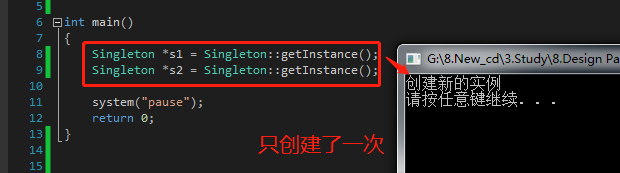 5
6 int main()
7 {
8 Singleton *s1 = Singleton::getInstance();
9 Singleton *s2 = Singleton::getInstance();
10
11 system("pause");
12 return 0;
13 }
14
15
G:\8.New_cd\3.Study\8.Design Pa
创建新的实例
请按任意键继续. . .
只创建了一次